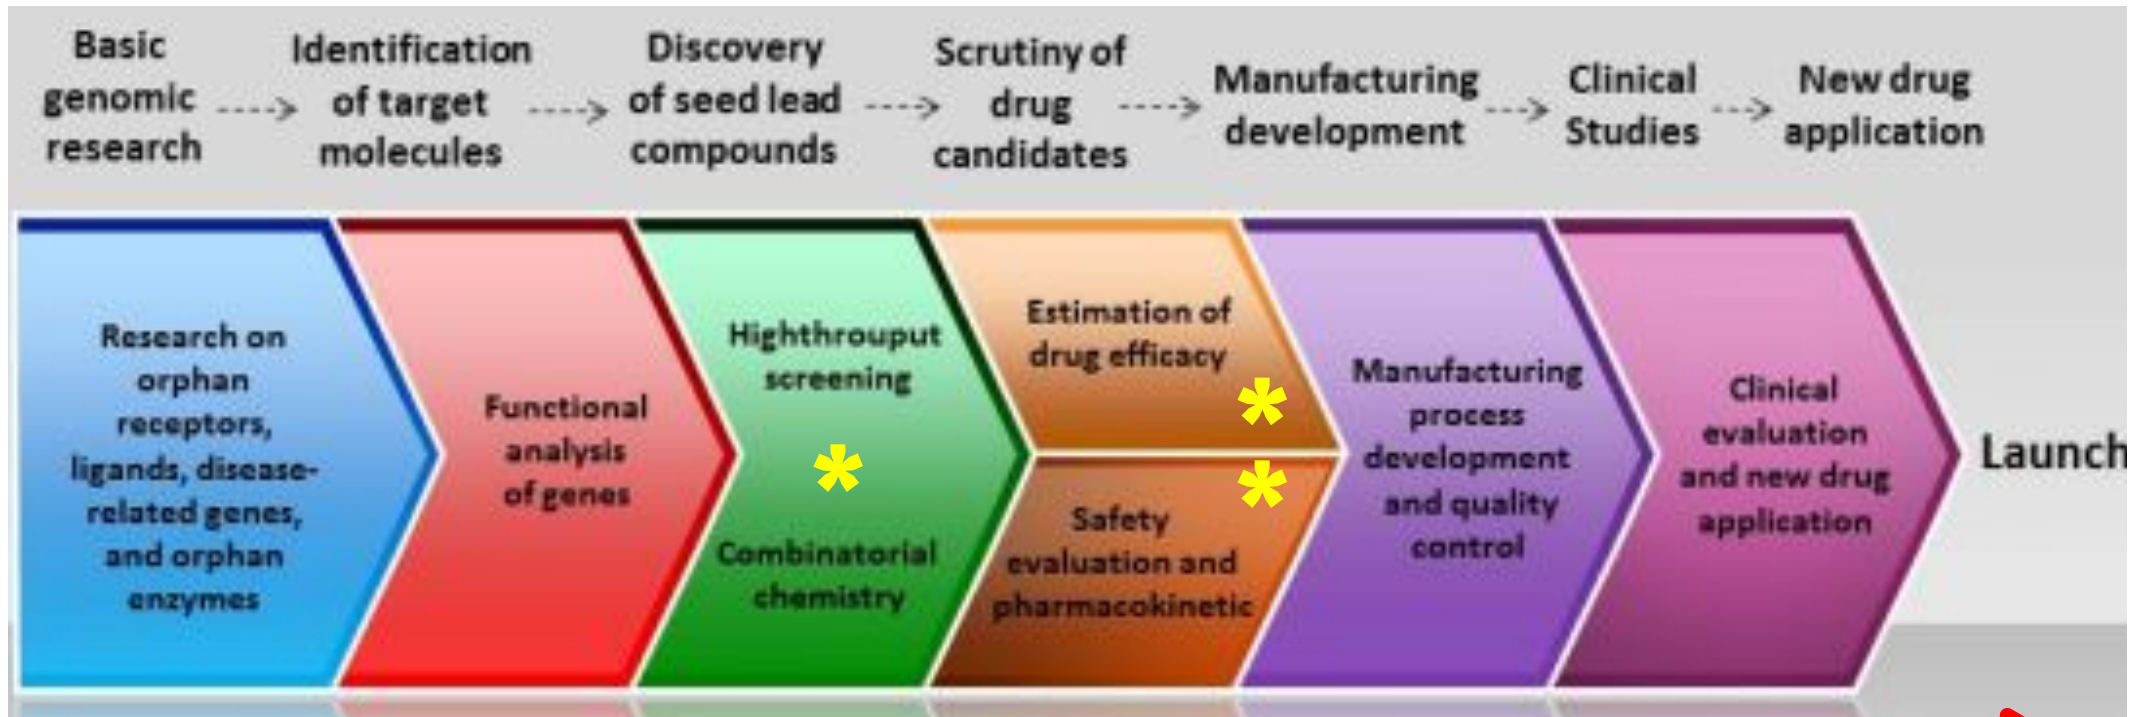 Basic
genomic
research
Identification
of target
molecules
Discovery
of seed lead
compounds
Scrutiny of
drug
candidates
Manufacturing
development
Clinical
Studies
New drug
application
Research on
orphan
receptors,
ligands, disease-
related genes,
and orphan
enzymes
Functional
analysis
of genes
Highthrouput
screening
*
Combinatorial
chemistry
Estimation of
drug efficacy
*
*
Safety
evaluation and
pharmacokinetic
Manufacturing
process
development
and quality
control
Clinical
evaluation
and new drug
application
Launch